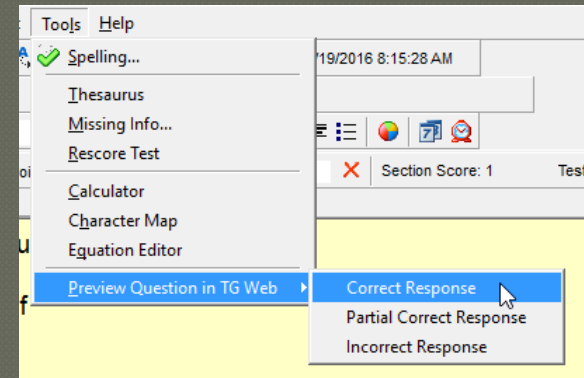 Tools Help
Spelling... /19/2016 8:15:28 AM
Thesaurus
Missing Info...
Rescore Test
Section Score: 1 Test
Calculator
Character Map
Equation Editor
Preview Question in TG Web
Correct Response
Partial Correct Response
Incorrect Response